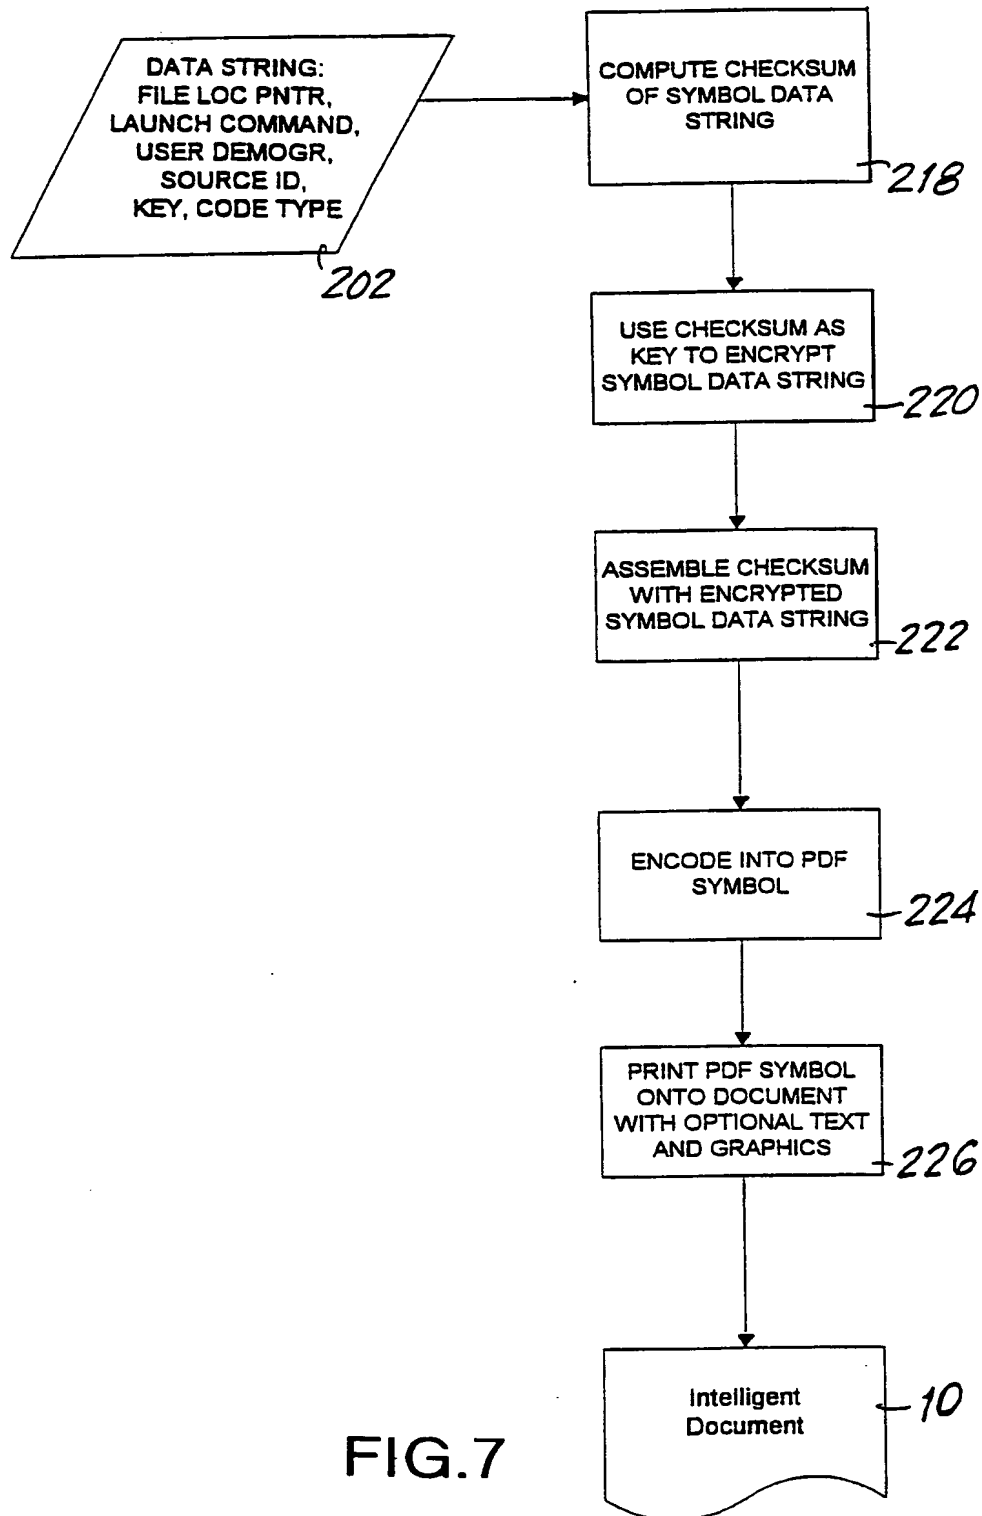 DATA STRING:
FILE LOC PNTR,
LAUNCH COMMAND,
USER DEMOGR,
SOURCE ID,
KEY, CODE TYPE
202
COMPUTE CHECKSUM
OF SYMBOL DATA
STRING
218
USE CHECKSUM AS
KEY TO ENCRYPT
SYMBOL DATA STRING
220
ASSEMBLE CHECKSUM
WITH ENCRYPTED
SYMBOL DATA STRING
222
ENCODE INTO PDF
SYMBOL
224
PRINT PDF SYMBOL
ONTO DOCUMENT
WITH OPTIONAL TEXT
AND GRAPHICS
226
Intelligent
Document
10
FIG.7